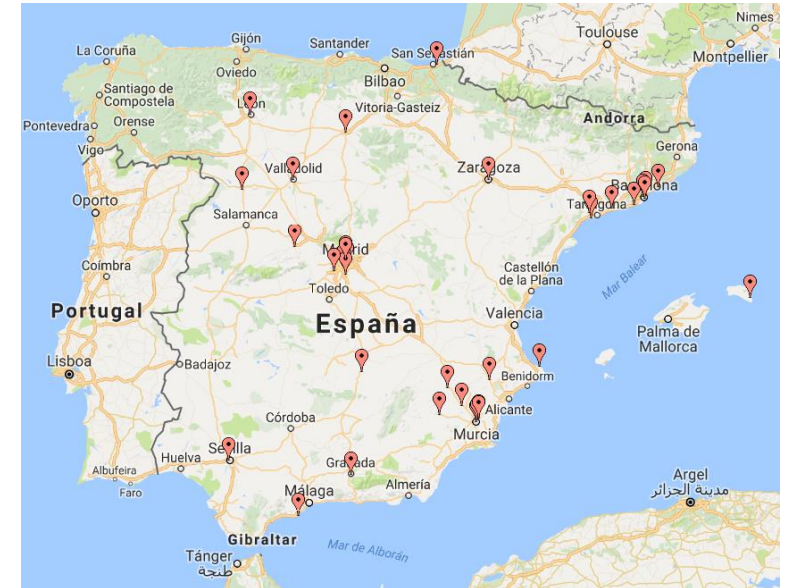 Nimes
Gijón
Toulouse
La Coruña
Santander
San Sebastián
Montpellier
Oviedo
Bilbao
Santiago de
Compostela
León
Vitoria-Gasteiz
Andorra
Pontevedra
Orense
Gerona
Vigo
Valladolid
Zaragoza
Barcelona
Oporto
Salamanca
Tarragona
Madrid
Coímbra
Castellón
de la Plana
Mar Balear
Toledo
Portugal
España
Valencia
Palma de
Mallorca
Lisboa
Badajoz
Benidorm
Alicante
Córdoba
Murcia
Huelva
Sevilla
Granada
Albufeira
Faro
Almería
Argel
مدينة الجزائر
Málaga
Gibraltar
Mar de Alborán
Tánger
طنجة